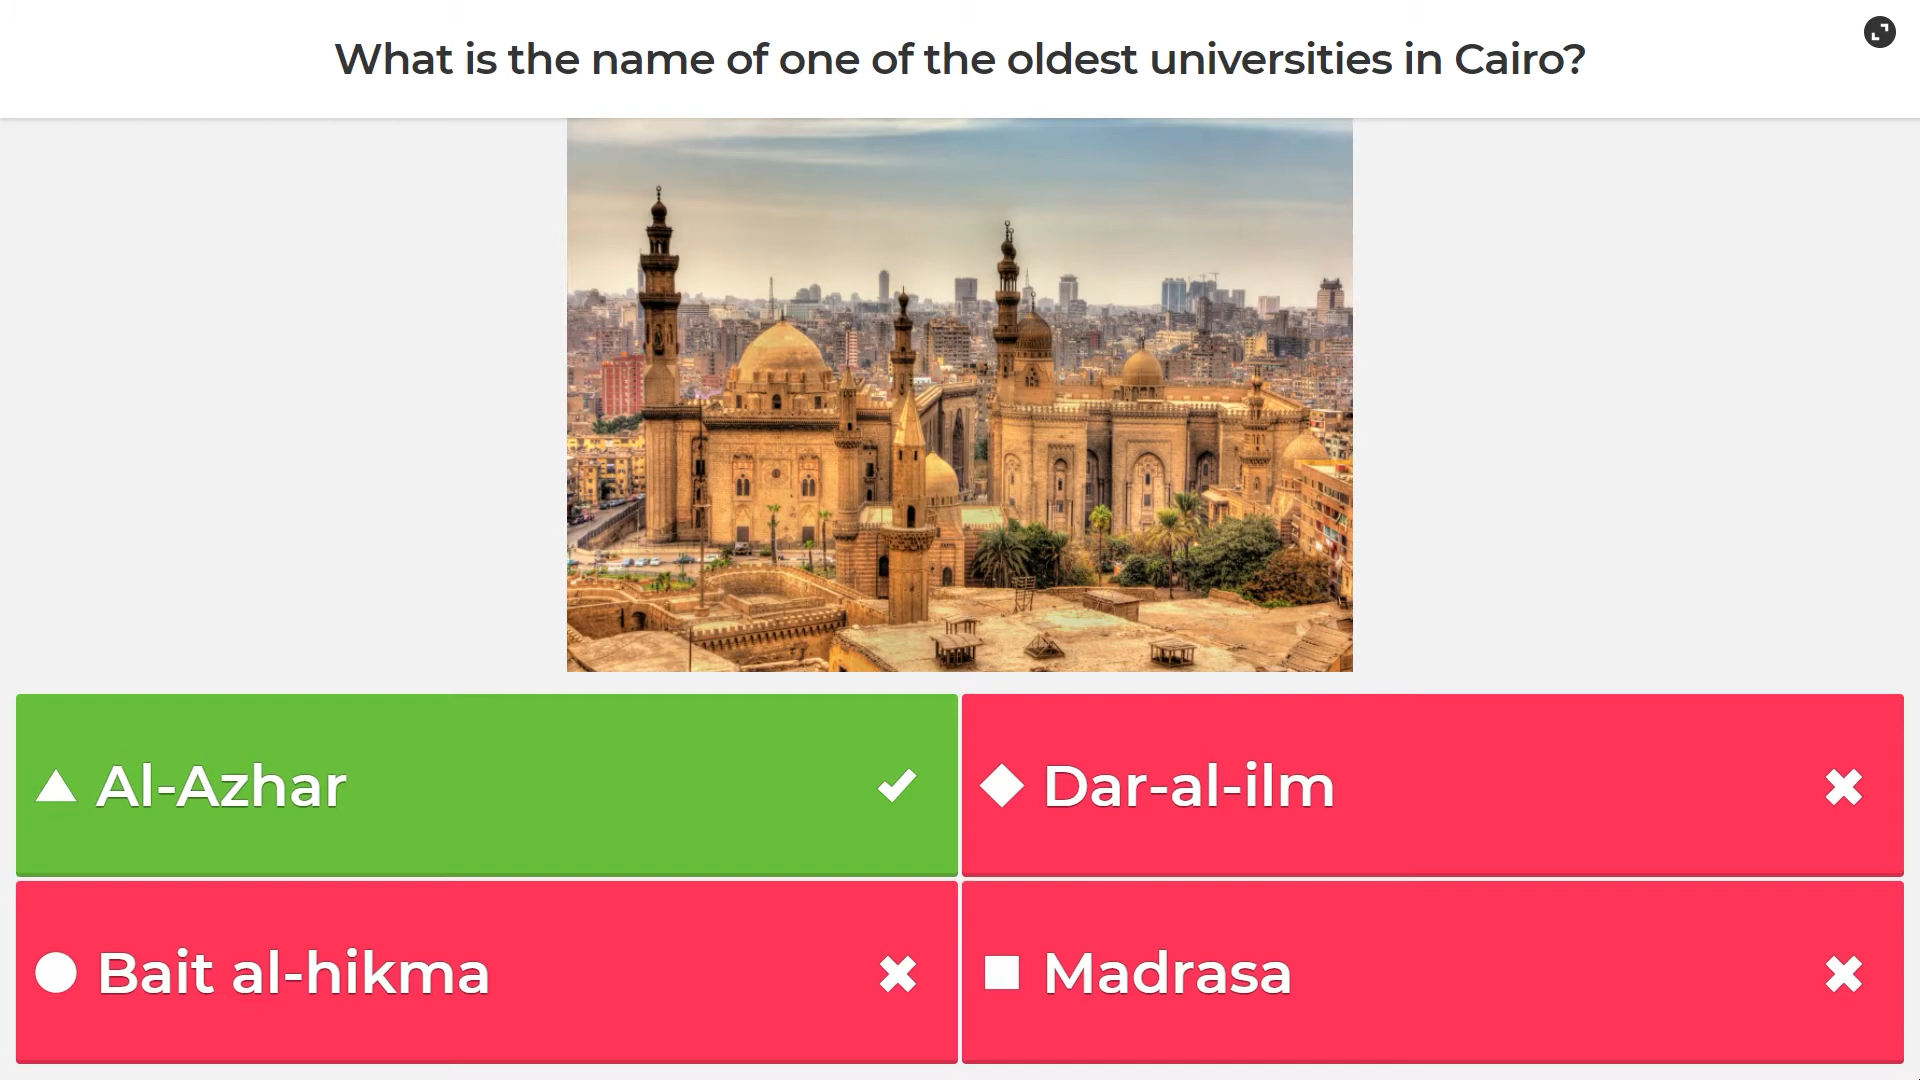 What is the name of one of the oldest universities in Cairo?
Al-Azhar
Dar-al-ilm
Bait al-hikma
Madrasa